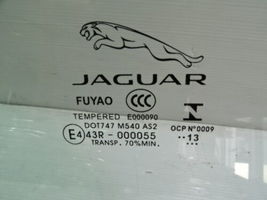 JAGUAR
FUYAO CCC N
TEMPERED E000090
DOT747 M540 AS2 OCP Nº0009
E4 43R - 000055 ··13
TRANSP. 70%MIN. ···